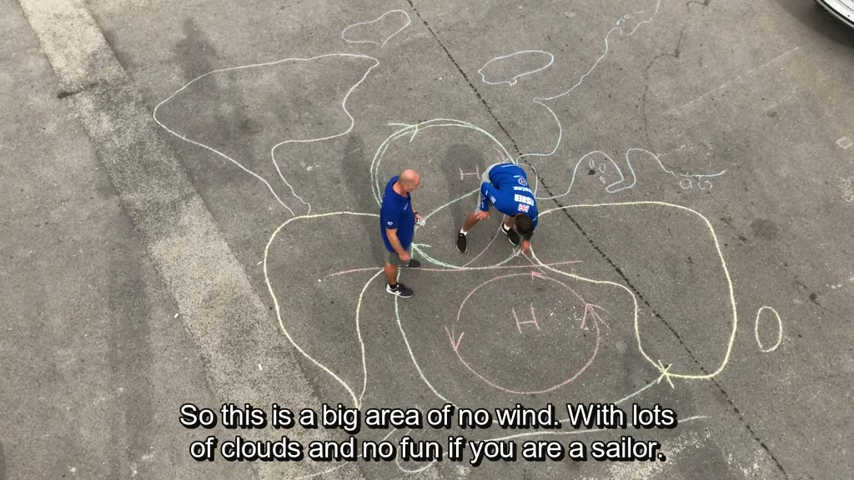 H
H
So this is a big area of no wind. With lots
of clouds and no fun if you are a sailor.